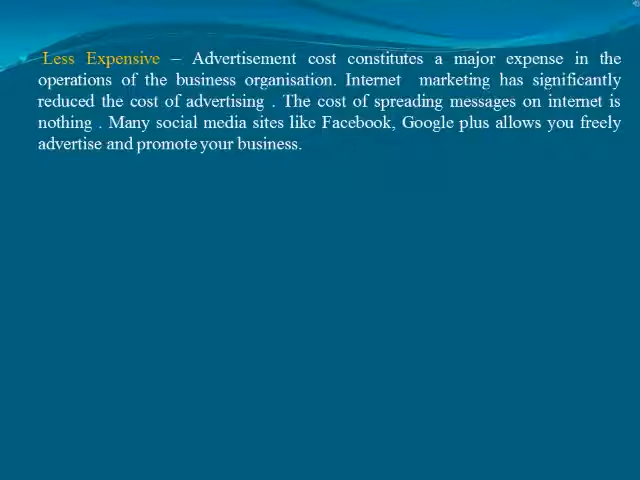 Less Expensive – Advertisement cost constitutes a major expense in the
operations of the business organisation. Internet marketing has significantly
reduced the cost of advertising . The cost of spreading messages on internet is
nothing . Many social media sites like Facebook, Google plus allows you freely
advertise and promote your business.